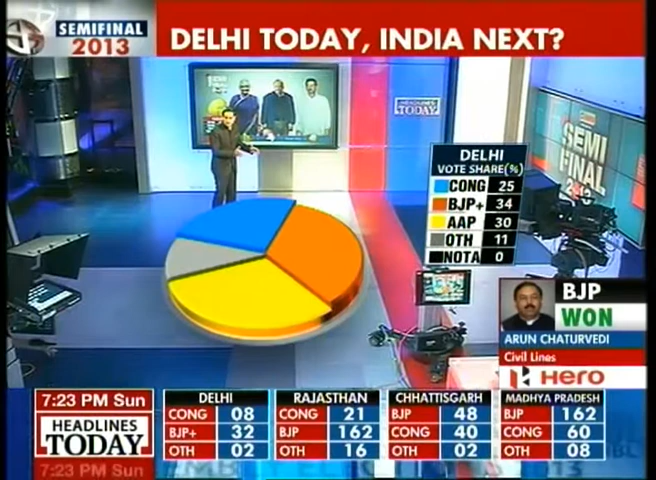 SEMIFINAL
2013
DELHI TODAY, INDIA NEXT?
HEADLINES
TODAY
SEMI
FINAL
DELHI
VOTE SHARE(%)
CONG 25
BJP+ 34
AAP 30
OTH 11
NOTA 0
BJP
WON
ARUN CHATURVEDI
Civil Lines
Hero
7:23 PM Sun
HEADLINES
TODAY
7:23 PM Sun
DELHI
CONG 08
BJP+ 32
OTH 02
RAJASTHAN
CONG 21
BJP 162
OTH 16
CHHATTISGARH
BJP 48
CONG 40
OTH 02
MADHYA PRADESH
BJP 162
CONG 60
OTH 08